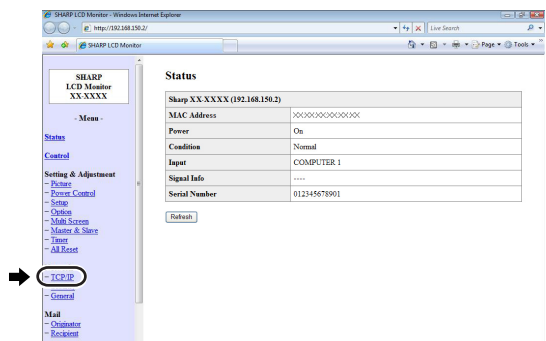 SHARP LCD Monitor - Windows Internet Explorer
http://192.168.150.2/
Live Search
SHARP LCD Monitor
Page
Tools
SHARP
LCD Monitor
XX-XXXX
- Menu -
Status
Control
Setting & Adjustment
– Picture
– Power Control
– Setup
– Option
– Multi Screen
– Master & Slave
– Timer
– All Reset
– TCP/IP
– General
Mail
– Originator
– Recipient
Status
Sharp XX-XXXX (192.168.150.2)
MAC Address XXXXXXXXXXXX
Power On
Condition Normal
Input COMPUTER 1
Signal Info ----
Serial Number 012345678901
Refresh